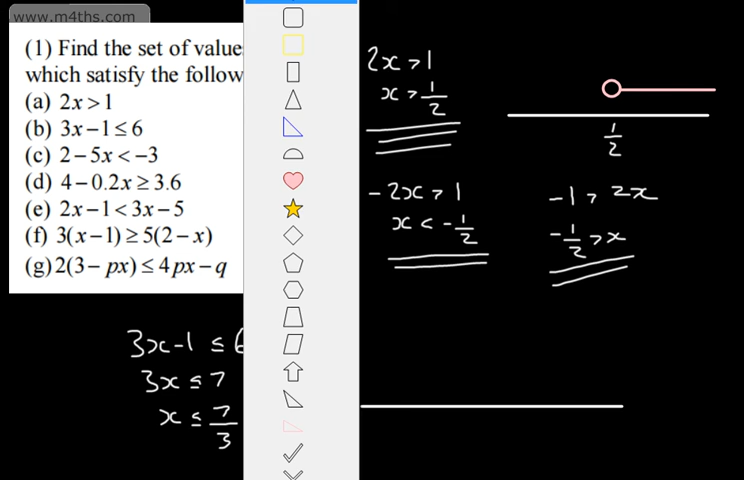 www.m4ths.com
(1) Find the set of value
which satisfy the follow
(a) 2x > 1
(b) 3x − 1 ≤ 6
(c) 2 − 5x < −3
(d) 4 − 0.2x ≥ 3.6
(e) 2x − 1 < 3x − 5
(f) 3(x − 1) ≥ 5(2 − x)
(g) 2(3 − px) ≤ 4px − q
2x > 1
x > 1/2
1/2
-2x > 1
x < -1/2
-1 > 2x
-1/2 > x
3x-1 ≤ 6
3x ≤ 7
x ≤ 7/3